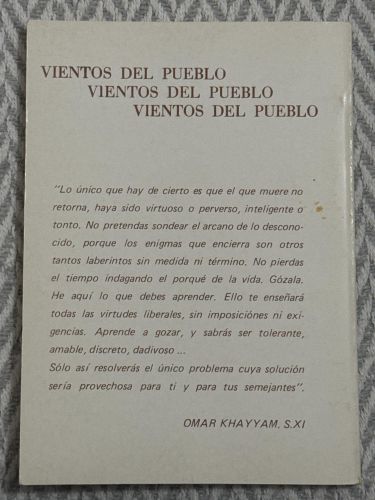 VIENTOS DEL PUEBLO
VIENTOS DEL PUEBLO
VIENTOS DEL PUEBLO
"Lo único que hay de cierto es que el que muere no
retorna, haya sido virtuoso o perverso, inteligente o
tonto. No pretendas sondear el arcano de lo descono-
cido, porque los enigmas que encierra son otros
tantos laberintos sin medida ni término. No pierdas
el tiempo indagando el porqué de la vida. Gózala.
He aquí lo que debes aprender. Ello te enseñará
todas las virtudes liberales, sin imposiciónes ni exi-
gencias. Aprende a gozar, y sabrás ser tolerante,
amable, discreto, dadivoso ...
Sólo así resolverás el único problema cuya solución
sería provechosa para ti y para tus semejantes".
OMAR KHAYYAM. S.XI